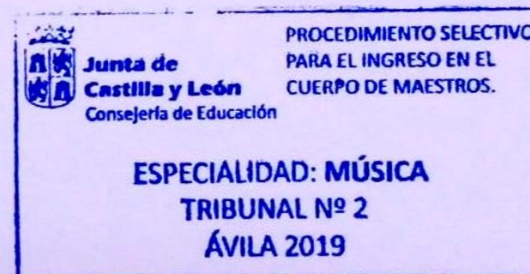 Junta de
Castilla y León
Consejería de Educación
PROCEDIMIENTO SELECTIVO
PARA EL INGRESO EN EL
CUERPO DE MAESTROS.
ESPECIALIDAD: MÚSICA
TRIBUNAL Nº 2
ÁVILA 2019